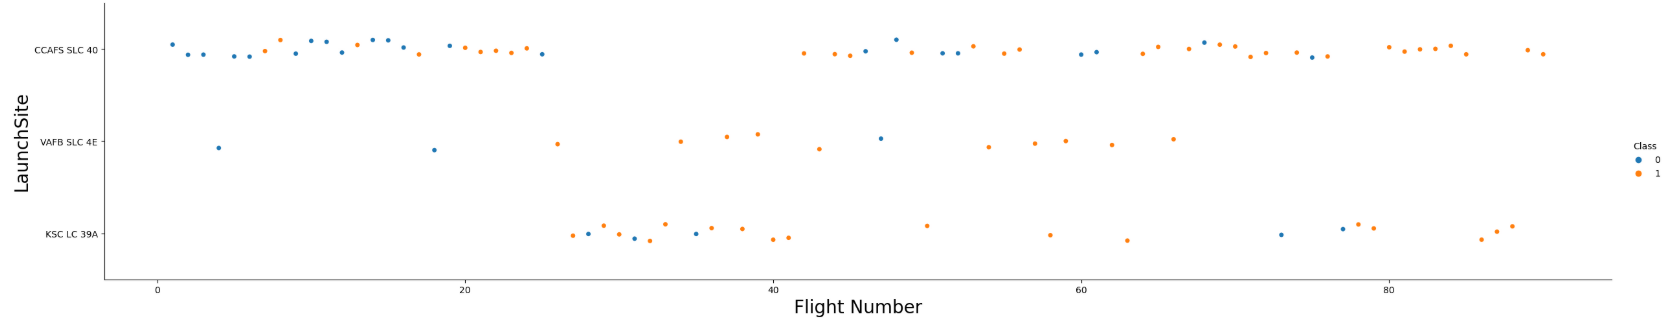 LaunchSite
CCAFS SLC 40
VAFB SLC 4E
KSC LC 39A
0 20 40 60 80
Flight Number
Class
0
1